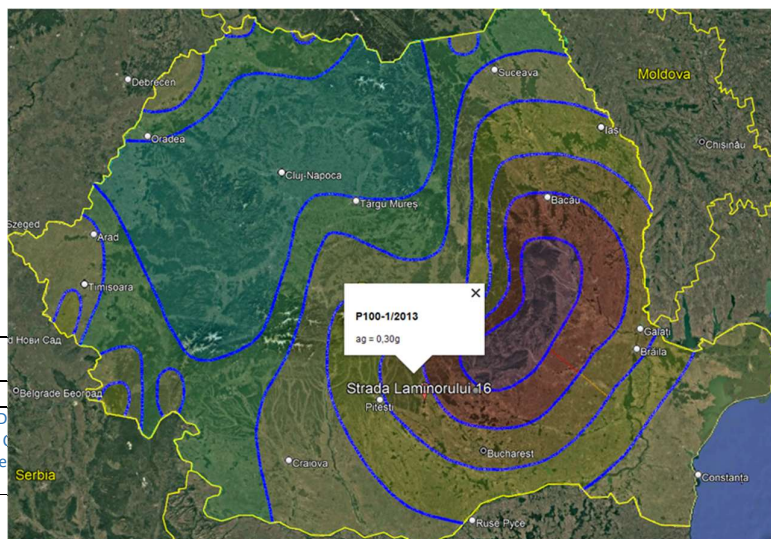 Suceava
Moldova
Debrecen
Iași
Oradea
Chișinău
Cluj-Napoca
Târgu Mureș
Bacău
Szeged
Arad
Timișoara
P100-1/2013
ag = 0,30g
Galați
d Нови Сад
Brăila
Strada Laminorului 16
Belgrade Београд
Pitești
Bucharest
Craiova
Serbia
Constanța
Ruse Русе